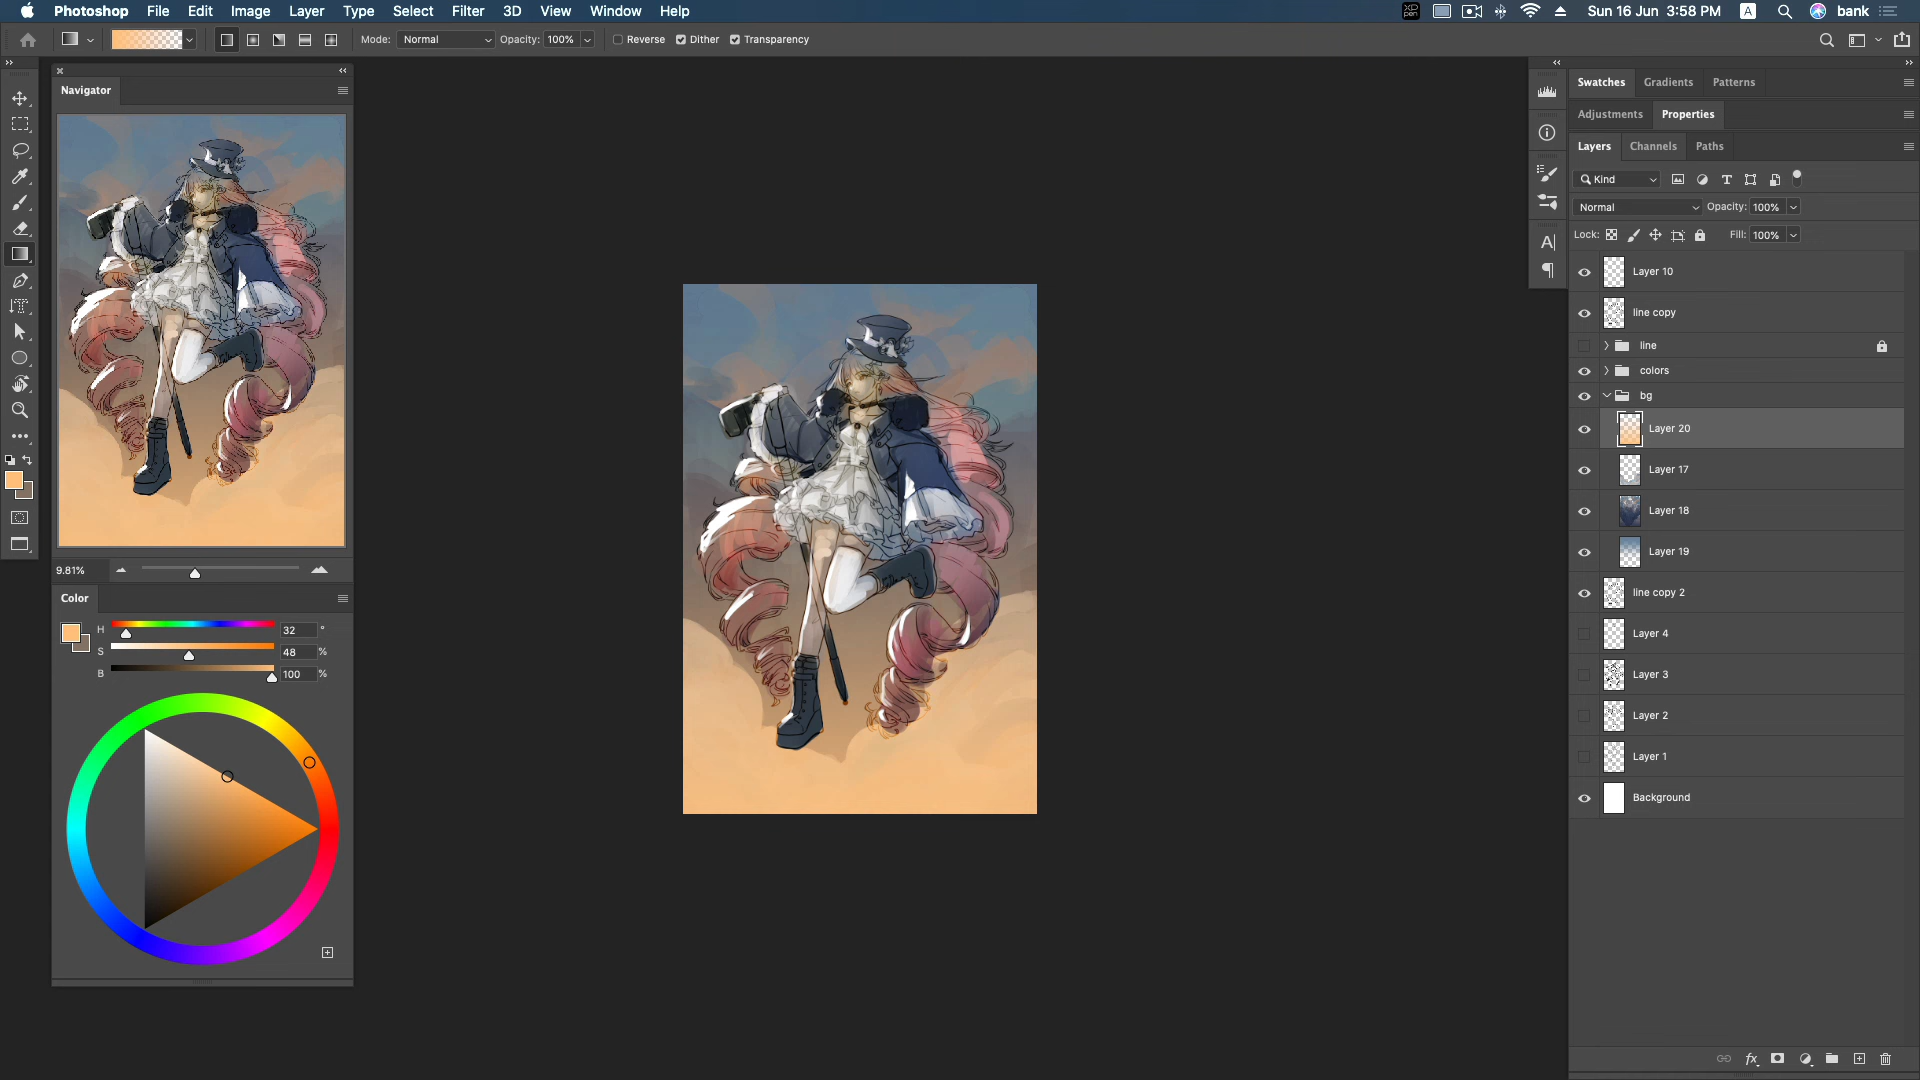 Photoshop File Edit Image Layer Type Select Filter 3D View Window Help
XD pen Sun 16 Jun 3:58 PM A bank
Mode: Normal Opacity: 100% Reverse Dither Transparency
Navigator
9.81%
Color
H 32 °
S 48 %
B 100 %
Swatches Gradients Patterns
Adjustments Properties
Layers Channels Paths
Kind
Normal Opacity: 100%
Lock: Fill: 100%
Layer 10
line copy
line
colors
bg
Layer 20
Layer 17
Layer 18
Layer 19
line copy 2
Layer 4
Layer 3
Layer 2
Layer 1
Background
fx